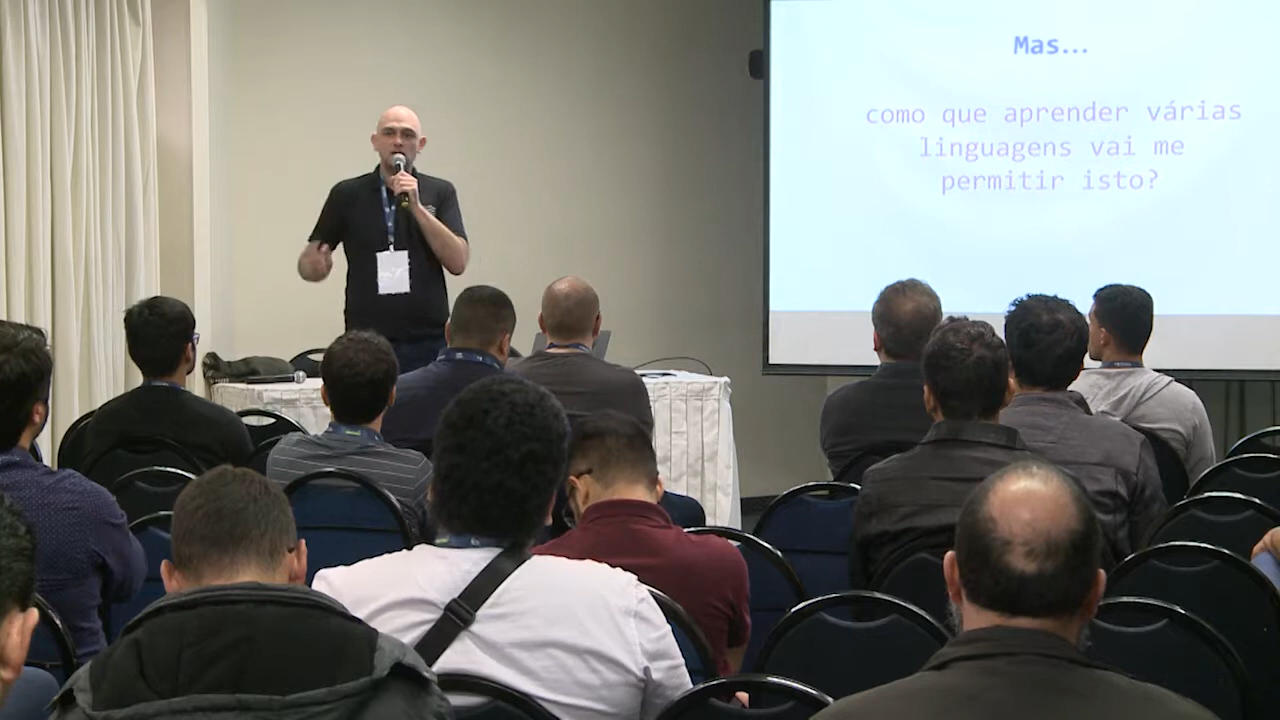 Mas...
como que aprender várias
linguagens vai me
permitir isto?